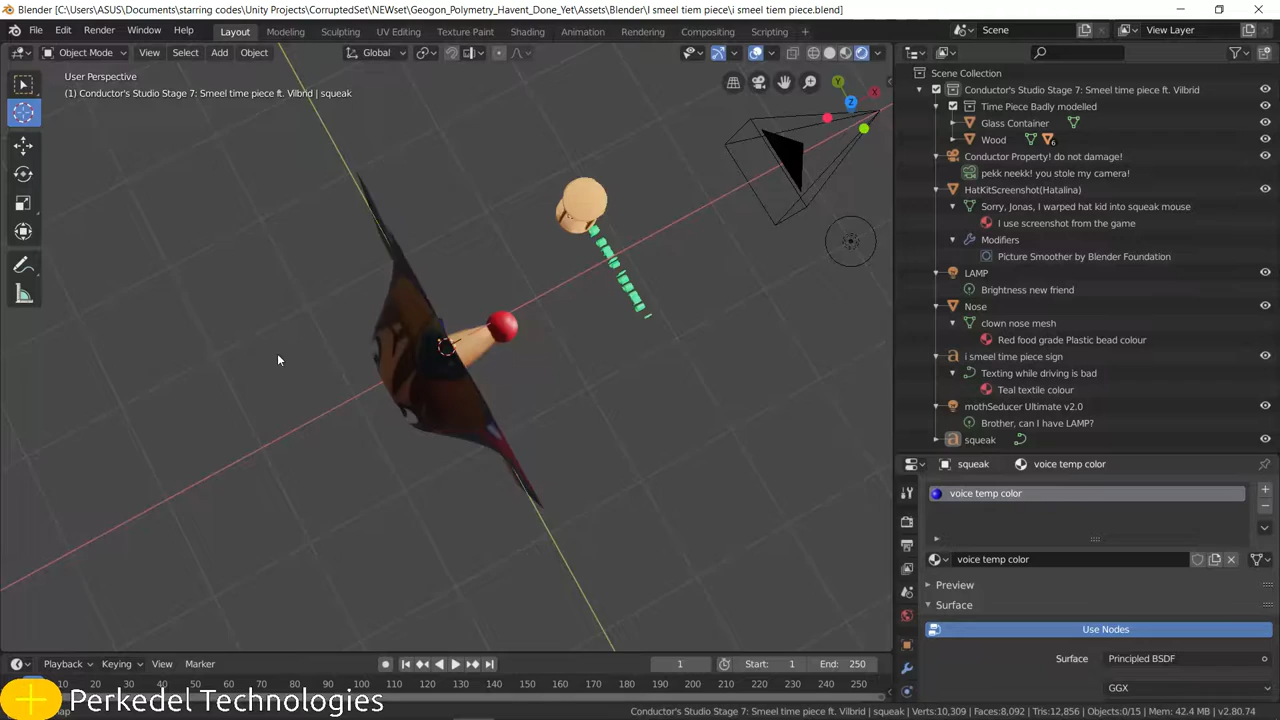 Blender [C:\Users\ASUS\Documents\starring codes\Unity Projects\CorruptedSet\NEWset\Geogon_Polymetry_Havent_Done_Yet\Assets\Blender\I smeel tiem piece\i smeel tiem piece.blend]
File Edit Render Window Help Layout Modeling Sculpting UV Editing Texture Paint Shading Animation Rendering Compositing Scripting Scene View Layer
Object Mode View Select Add Object Global
User Perspective
(1) Conductor's Studio Stage 7: Smeel time piece ft. Vilbrid | squeak
Y
X
Z
Scene Collection
Conductor's Studio Stage 7: Smeel time piece ft. Vilbrid
Time Piece Badly modelled
Glass Container
Wood 6
Conductor Property! do not damage!
pekk neekk! you stole my camera!
HatKitScreenshot(Hatalina)
Sorry, Jonas, I warped hat kid into squeak mouse
I use screenshot from the game
Modifiers
Picture Smoother by Blender Foundation
LAMP
Brightness new friend
Nose
clown nose mesh
Red food grade Plastic bead colour
i smeel time piece sign
Texting while driving is bad
Teal textile colour
mothSeducer Ultimate v2.0
Brother, can I have LAMP?
squeak
squeak voice temp color
voice temp color
voice temp color
Preview
Surface
Use Nodes
Surface Principled BSDF
GGX
Playback Keying View Marker 1 Start: 1 End: 250
10 20 30 40 50 60 70 80 90 100 110 120 130 140 150 160 170 180 190 200 210 220 230 240 250
Perkedel Technologies
Conductor's Studio Stage 7: Smeel time piece ft. Vilbrid | squeak | Verts:10,309 | Faces:8,092 | Tris:12,856 | Objects:0/15 | Mem: 42.4 MB | v2.80.74